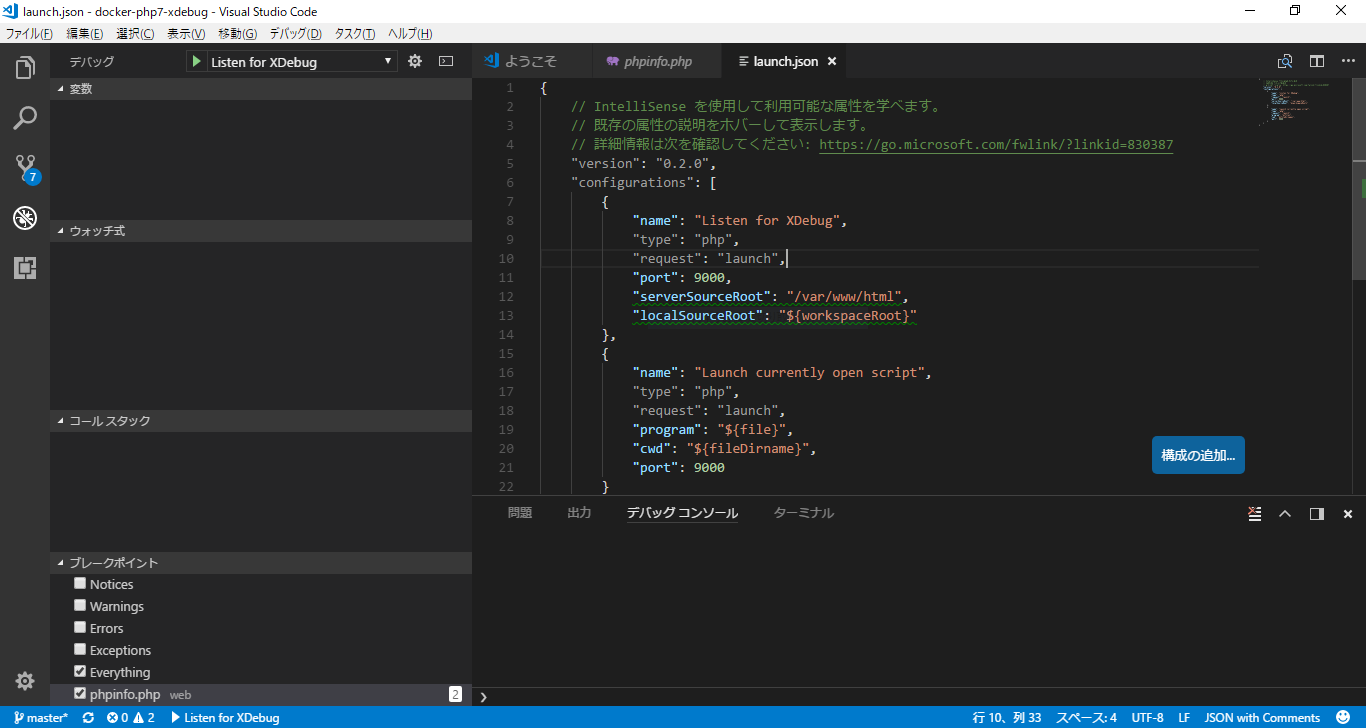 launch.json - docker-php7-xdebug - Visual Studio Code
ファイル(F) 編集(E) 選択(C) 表示(V) 移動(G) デバッグ(D) タスク(T) ヘルプ(H)
デバッグ Listen for XDebug
ようこそ phpinfo.php launch.json
変数
ウォッチ式
コール スタック
ブレークポイント
Notices
Warnings
Errors
Exceptions
Everything
phpinfo.php web 2
7
1 {
2 // IntelliSense を使用して利用可能な属性を学べます。
3 // 既存の属性の説明をホバーして表示します。
4 // 詳細情報は次を確認してください: https://go.microsoft.com/fwlink/?linkid=830387
5 "version": "0.2.0",
6 "configurations": [
7 {
8 "name": "Listen for XDebug",
9 "type": "php",
10 "request": "launch",
11 "port": 9000,
12 "serverSourceRoot": "/var/www/html",
13 "localSourceRoot": "${workspaceRoot}"
14 },
15 {
16 "name": "Launch currently open script",
17 "type": "php",
18 "request": "launch",
19 "program": "${file}",
20 "cwd": "${fileDirname}",
21 "port": 9000
22 }
構成の追加...
問題 出力 デバッグ コンソール ターミナル
master* 0 2 Listen for XDebug 行 10、列 33 スペース: 4 UTF-8 LF JSON with Comments